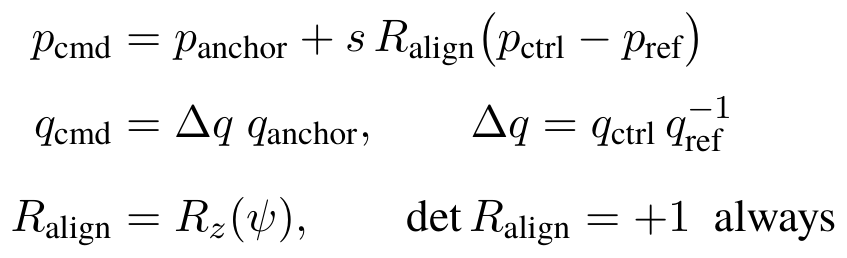 p_cmd = p_anchor + s R_align(p_ctrl − p_ref)
q_cmd = Δq q_anchor,  Δq = q_ctrl q_ref^−1
R_align = R_z(ψ),  det R_align = +1 always